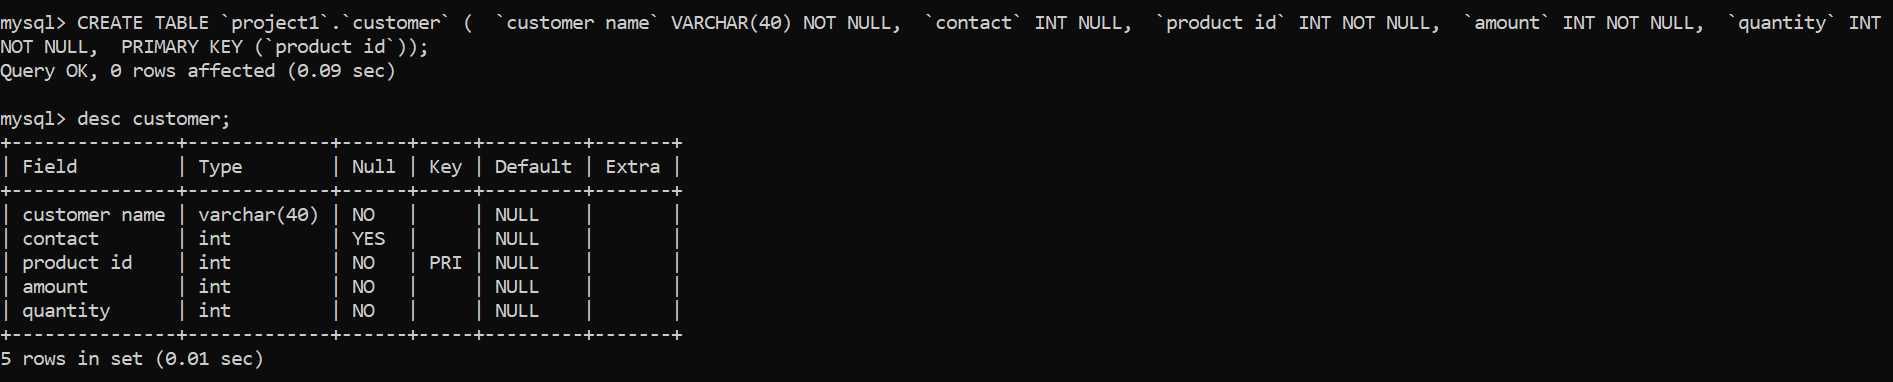 mysql> CREATE TABLE `project1`.`customer` (  `customer name` VARCHAR(40) NOT NULL,  `contact` INT NULL,  `product id` INT NOT NULL,  `amount` INT NOT NULL,  `quantity` INT
NOT NULL,  PRIMARY KEY (`product id`));
Query OK, 0 rows affected (0.09 sec)
mysql> desc customer;
+---------------+-------------+------+-----+---------+-------+
| Field         | Type        | Null | Key | Default | Extra |
+---------------+-------------+------+-----+---------+-------+
| customer name | varchar(40) | NO   |     | NULL    |       |
| contact       | int         | YES  |     | NULL    |       |
| product id    | int         | NO   | PRI | NULL    |       |
| amount        | int         | NO   |     | NULL    |       |
| quantity      | int         | NO   |     | NULL    |       |
+---------------+-------------+------+-----+---------+-------+
5 rows in set (0.01 sec)